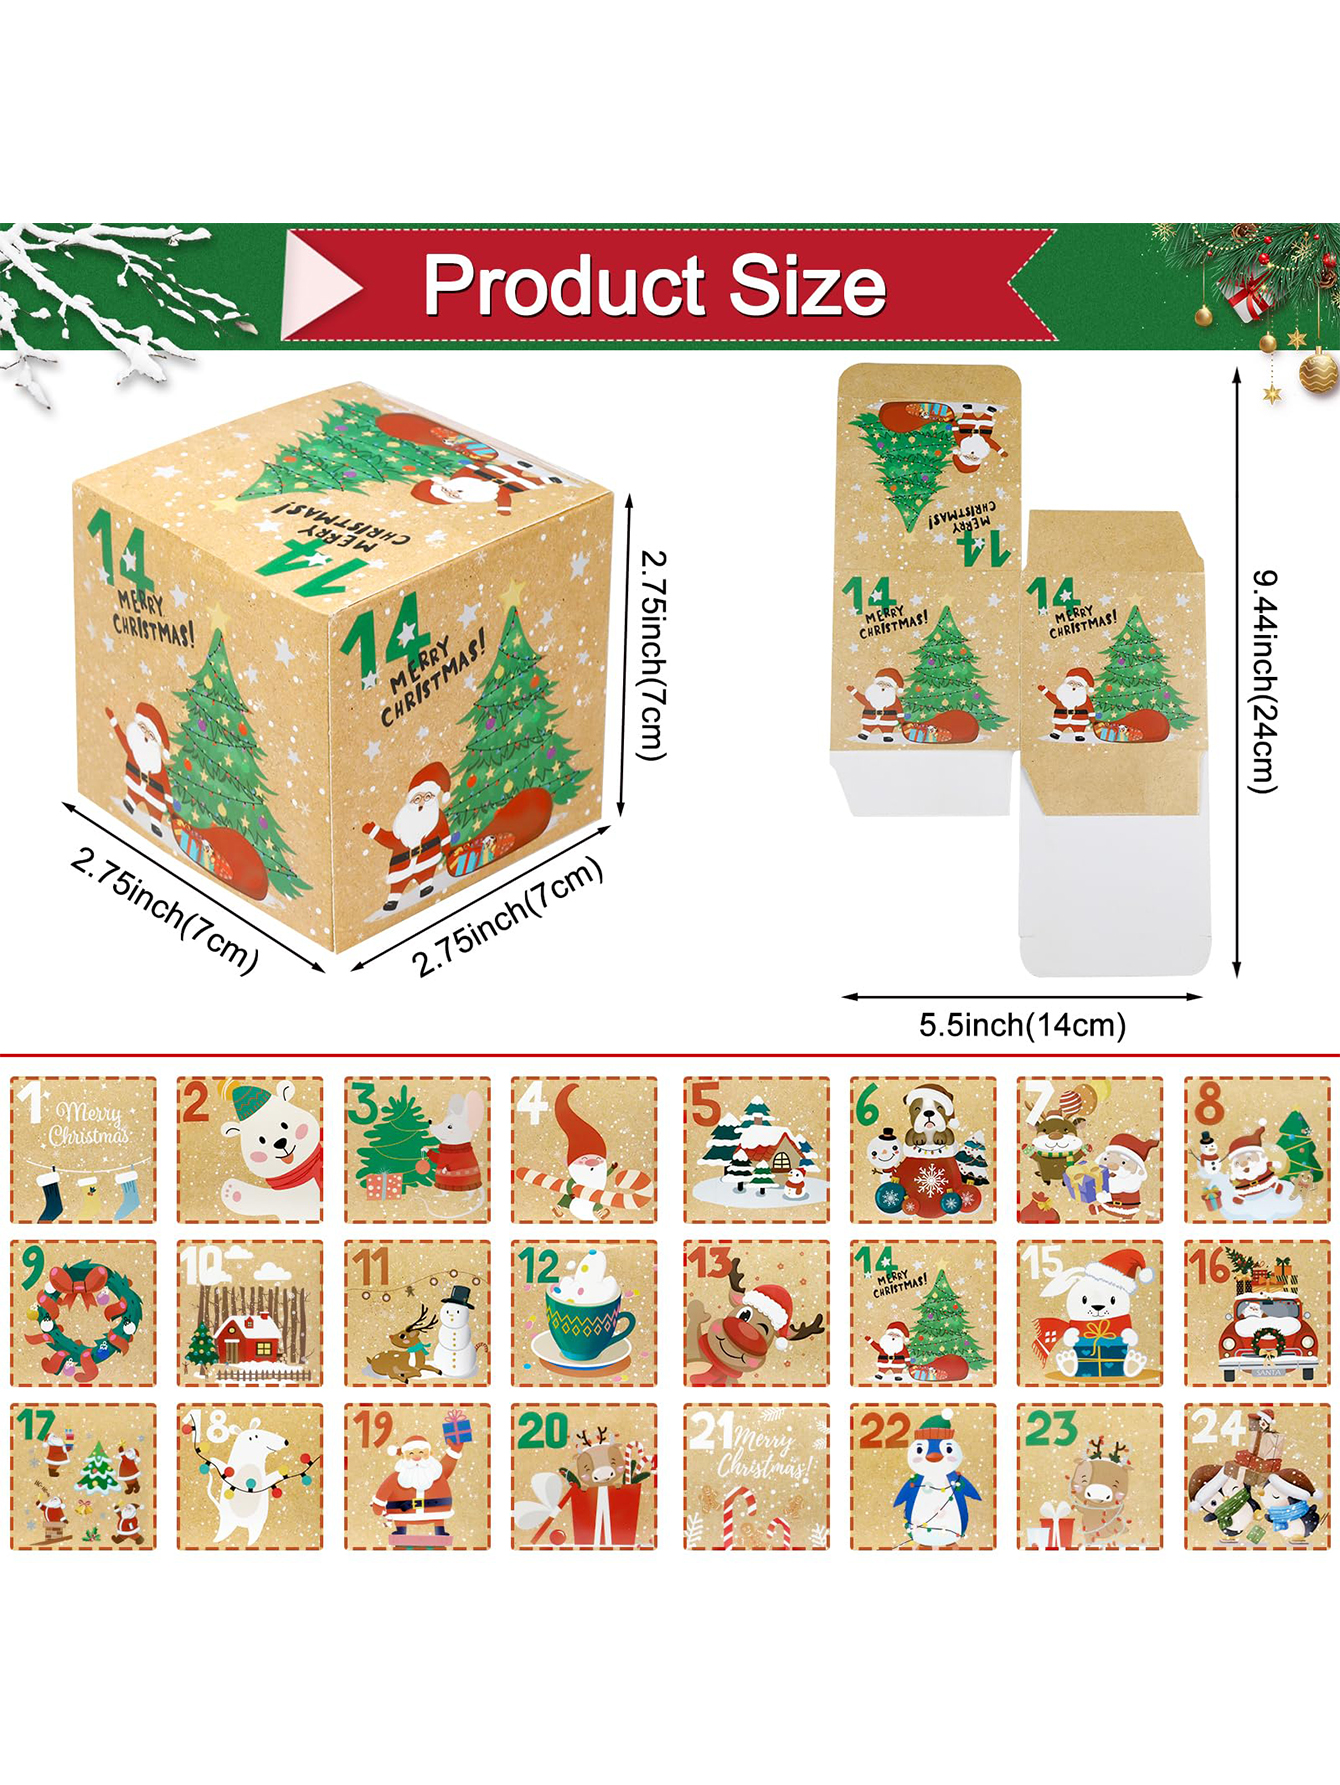 Product Size
14
MERRY
CHRISTMAS!
14
MERRY
CHRISTMAS!
14
MERRY
CHRISTMAS!
2.75inch(7cm)
2.75inch(7cm)
2.75inch(7cm)
MERRY
CHRISTMAS!
14
14
MERRY
CHRISTMAS!
14
MERRY
CHRISTMAS!
9.44inch(24cm)
5.5inch(14cm)
1
Merry
Christmas
2
3
4
5
6
7
8
9
10
11
12
13
14
MERRY
CHRISTMAS!
15
16
SANTA
17
18
19
20
21
Merry
Christmas!
22
23
24